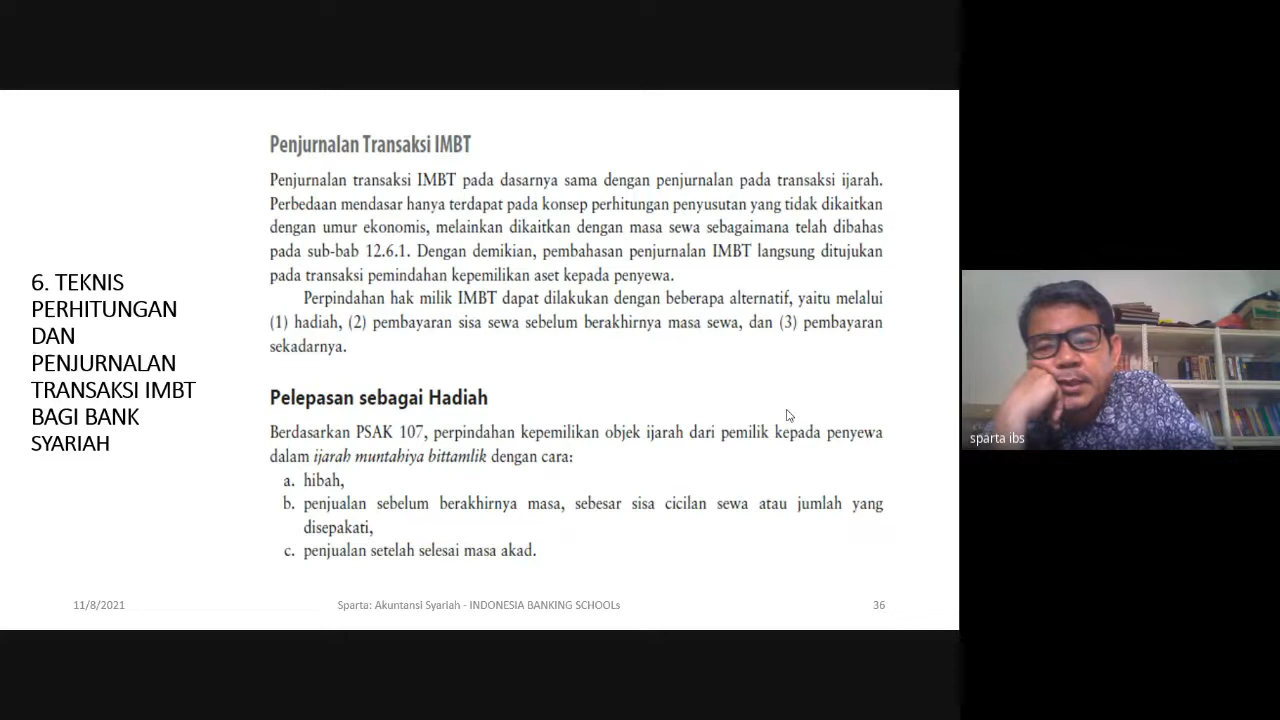 6. TEKNIS
PERHITUNGAN
DAN
PENJURNALAN
TRANSAKSI IMBT
BAGI BANK
SYARIAH
Penjurnalan Transaksi IMBT
Penjurnalan transaksi IMBT pada dasarnya sama dengan penjurnalan pada transaksi ijarah.
Perbedaan mendasar hanya terdapat pada konsep perhitungan penyusutan yang tidak dikaitkan
dengan umur ekonomis, melainkan dikaitkan dengan masa sewa sebagaimana telah dibahas
pada sub-bab 12.6.1. Dengan demikian, pembahasan penjurnalan IMBT langsung ditujukan
pada transaksi pemindahan kepemilikan aset kepada penyewa.
Perpindahan hak milik IMBT dapat dilakukan dengan beberapa alternatif, yaitu melalui
(1) hadiah, (2) pembayaran sisa sewa sebelum berakhirnya masa sewa, dan (3) pembayaran
sekadarnya.
Pelepasan sebagai Hadiah
Berdasarkan PSAK 107, perpindahan kepemilikan objek ijarah dari pemilik kepada penyewa
dalam ijarah muntahiya bittamlik dengan cara:
a. hibah,
b. penjualan sebelum berakhirnya masa, sebesar sisa cicilan sewa atau jumlah yang
disepakati,
c. penjualan setelah selesai masa akad.
11/8/2021
Sparta: Akuntansi Syariah - INDONESIA BANKING SCHOOLs
36
sparta ibs